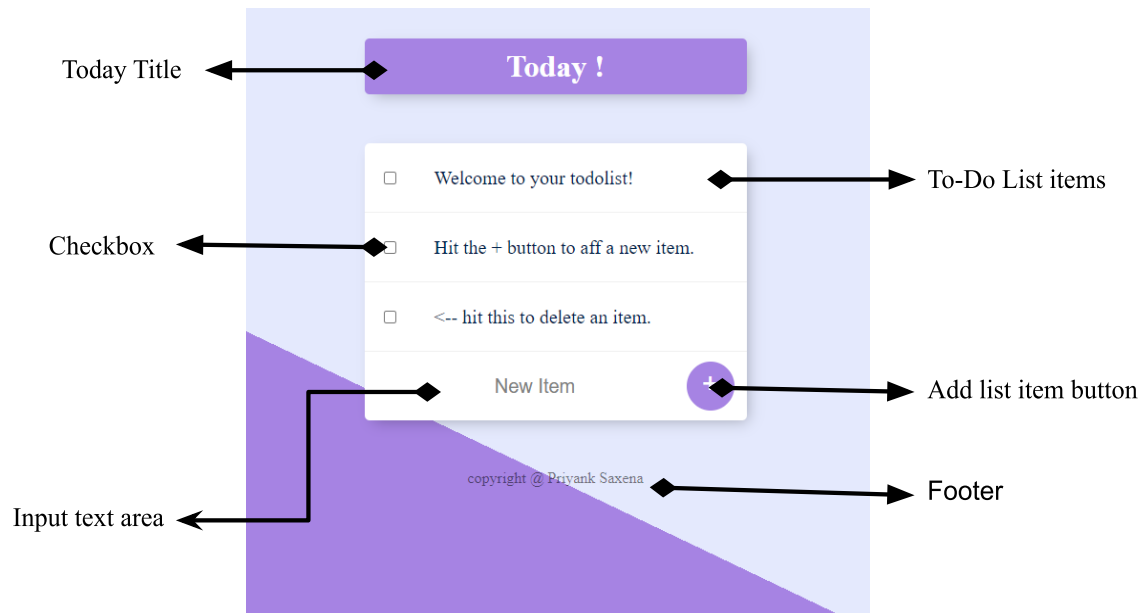 Today Title
Today !
Welcome to your todolist!
To-Do List items
Checkbox
Hit the + button to aff a new item.
<-- hit this to delete an item.
New Item
+
Add list item button
copyright @ Priyank Saxena
Footer
Input text area